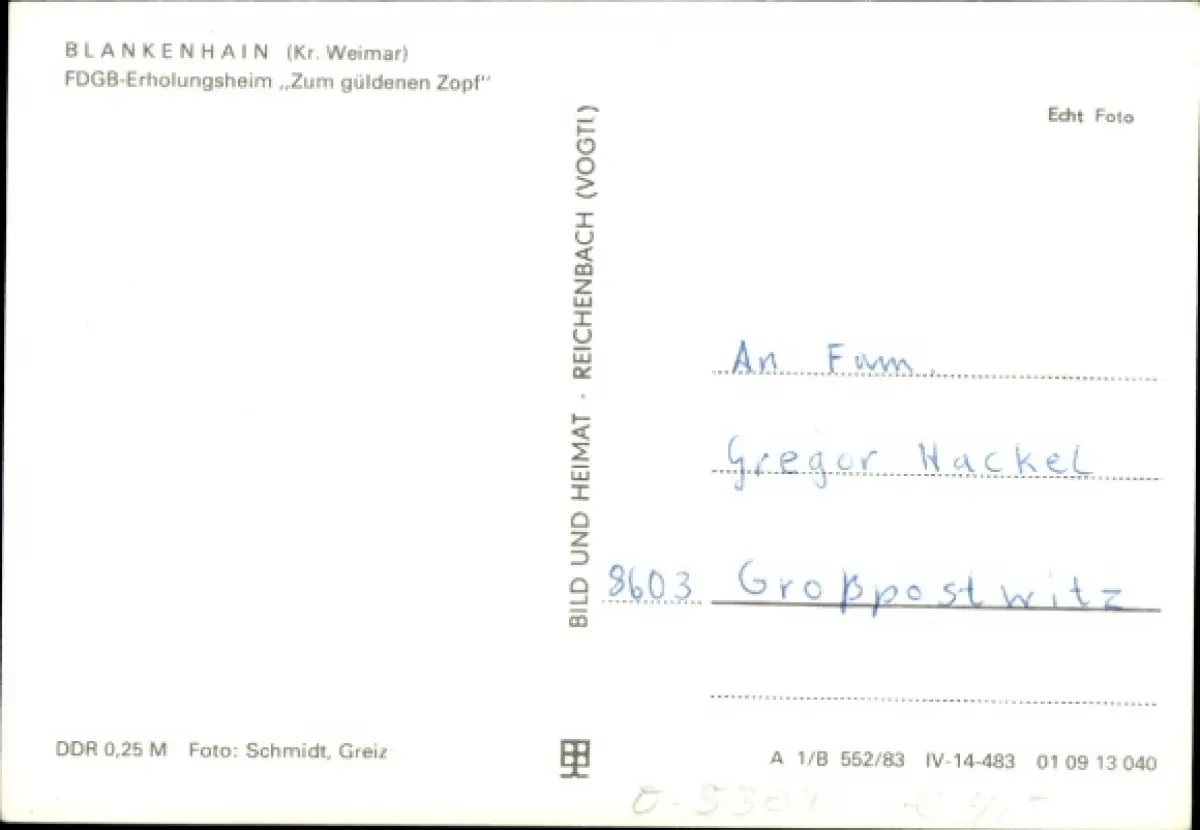 BLANKENHAIN (Kr. Weimar)
FDGB-Erholungsheim „Zum güldenen Zopf"
Echt Foto
BILD UND HEIMAT · REICHENBACH (VOGTL)
An Fam.
Gregor Hackel
8603 Großpostwitz
DDR 0,25 M Foto: Schmidt, Greiz
A 1/B 552/83 IV-14-483 01 09 13 040